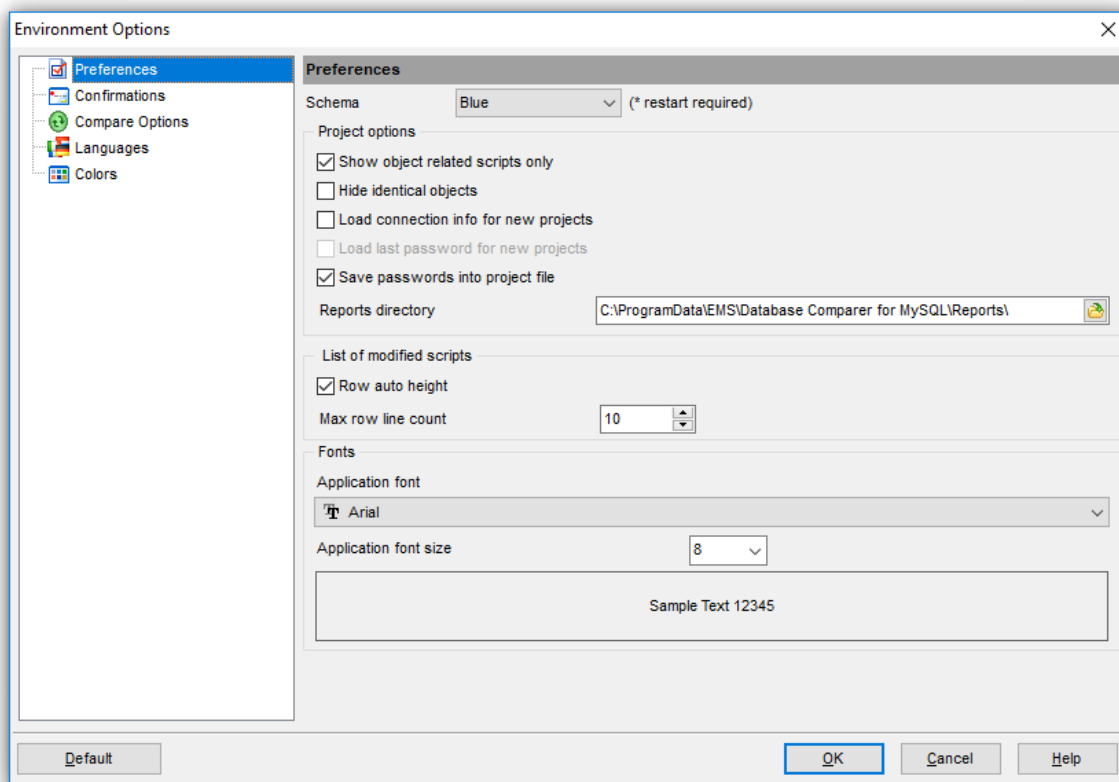 Environment Options
Preferences
Confirmations
Compare Options
Languages
Colors
Preferences
Schema Blue (* restart required)
Project options
Show object related scripts only
Hide identical objects
Load connection info for new projects
Load last password for new projects
Save passwords into project file
Reports directory C:\ProgramData\EMS\Database Comparer for MySQL\Reports\
List of modified scripts
Row auto height
Max row line count 10
Fonts
Application font
Arial
Application font size 8
Sample Text 12345
Default OK Cancel Help